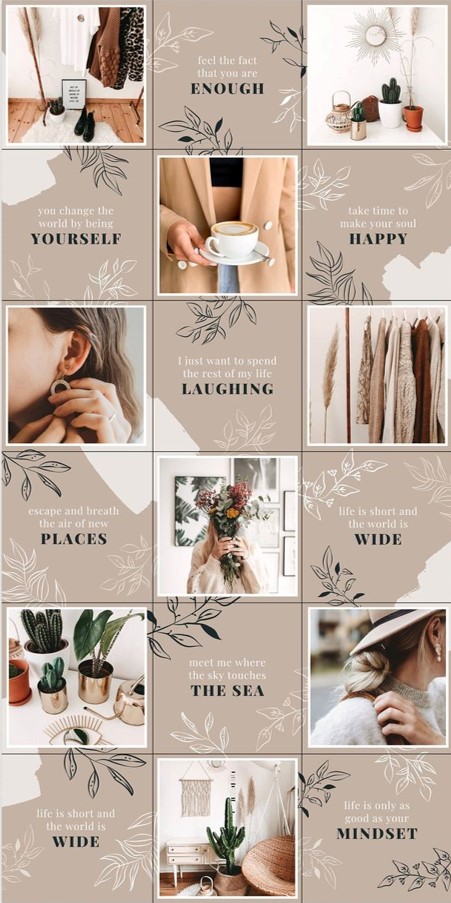 feel the fact
that you are
ENOUGH
you change the
world by being
YOURSELF
take time to
make your soul
HAPPY
I just want to spend
the rest of my life
LAUGHING
escape and breath
the air of new
PLACES
life is short and
the world is
WIDE
meet me where
the sky touches
THE SEA
life is short and
the world is
WIDE
life is only as
good as your
MINDSET